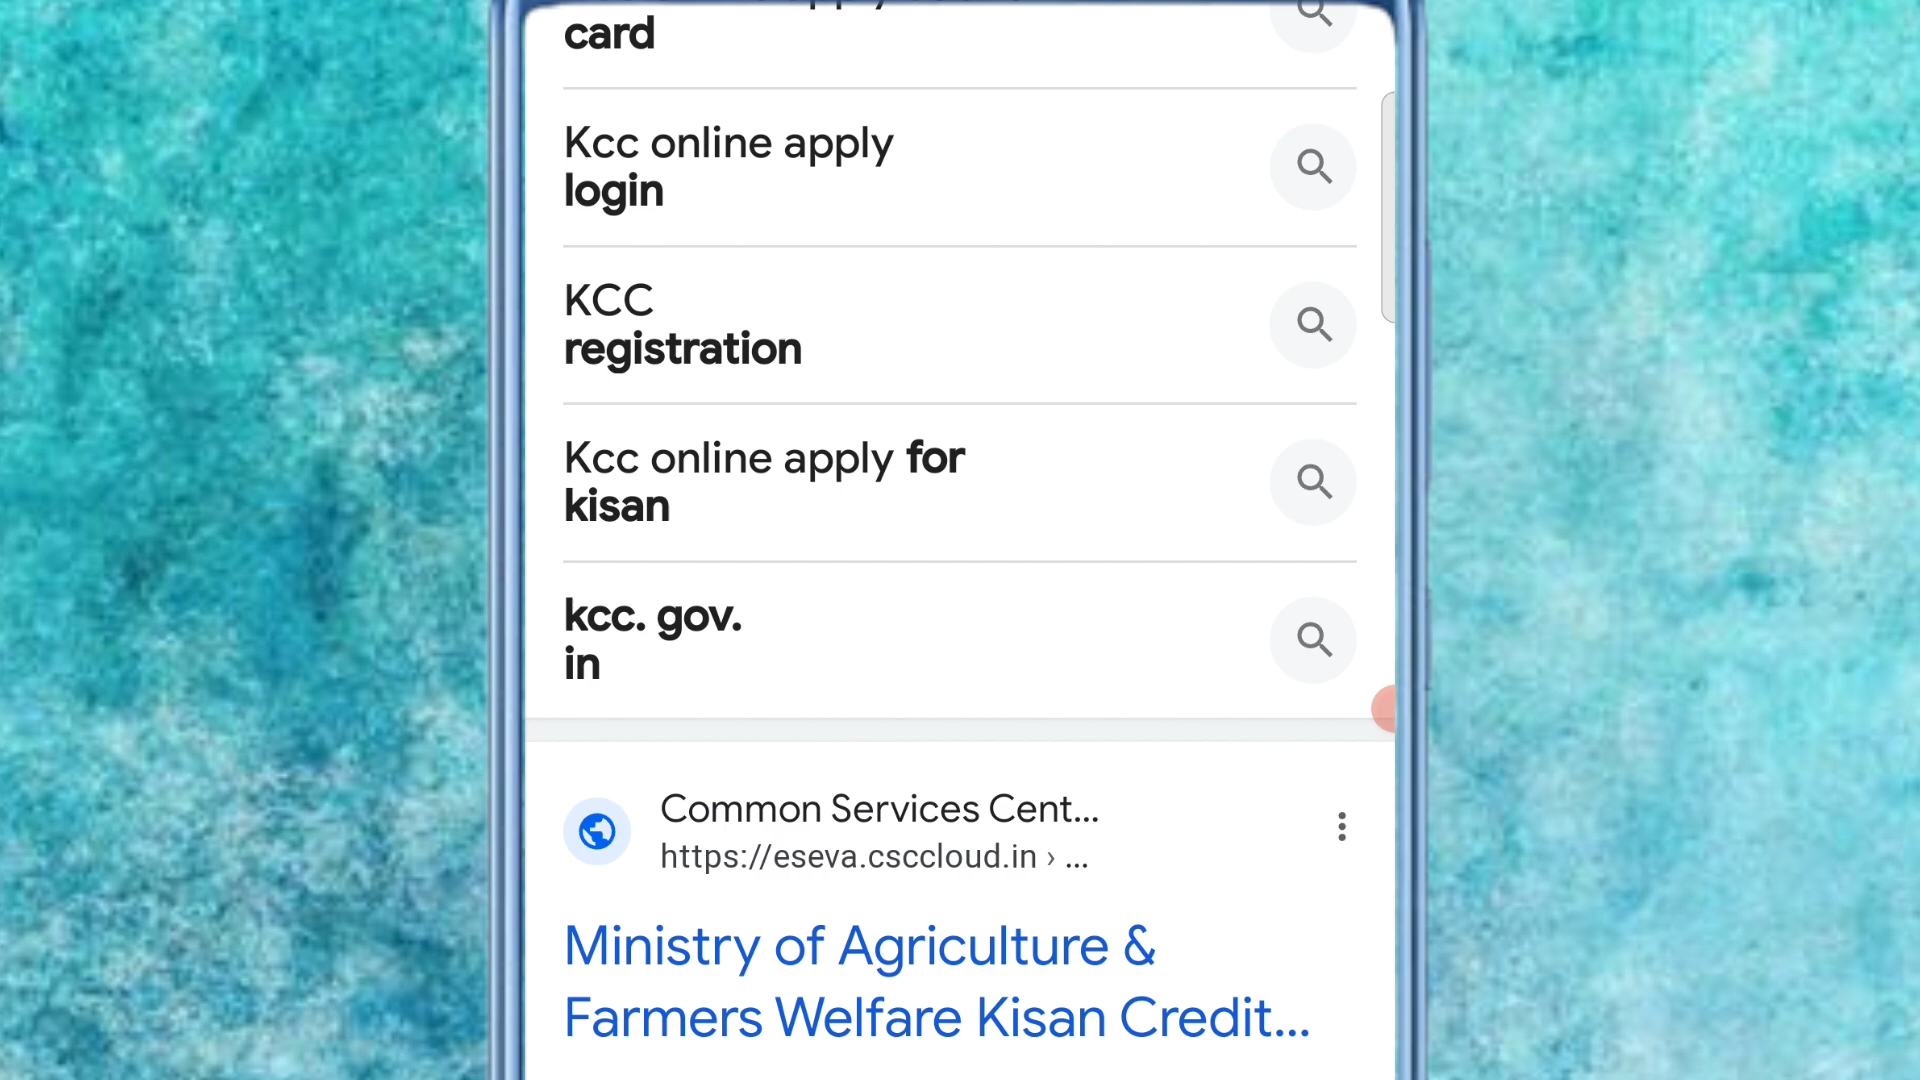 card
Kcc online apply
login
KCC
registration
Kcc online apply for
kisan
kcc. gov.
in
Common Services Cent...
https://eseva.csccloud.in › ...
Ministry of Agriculture &
Farmers Welfare Kisan Credit...